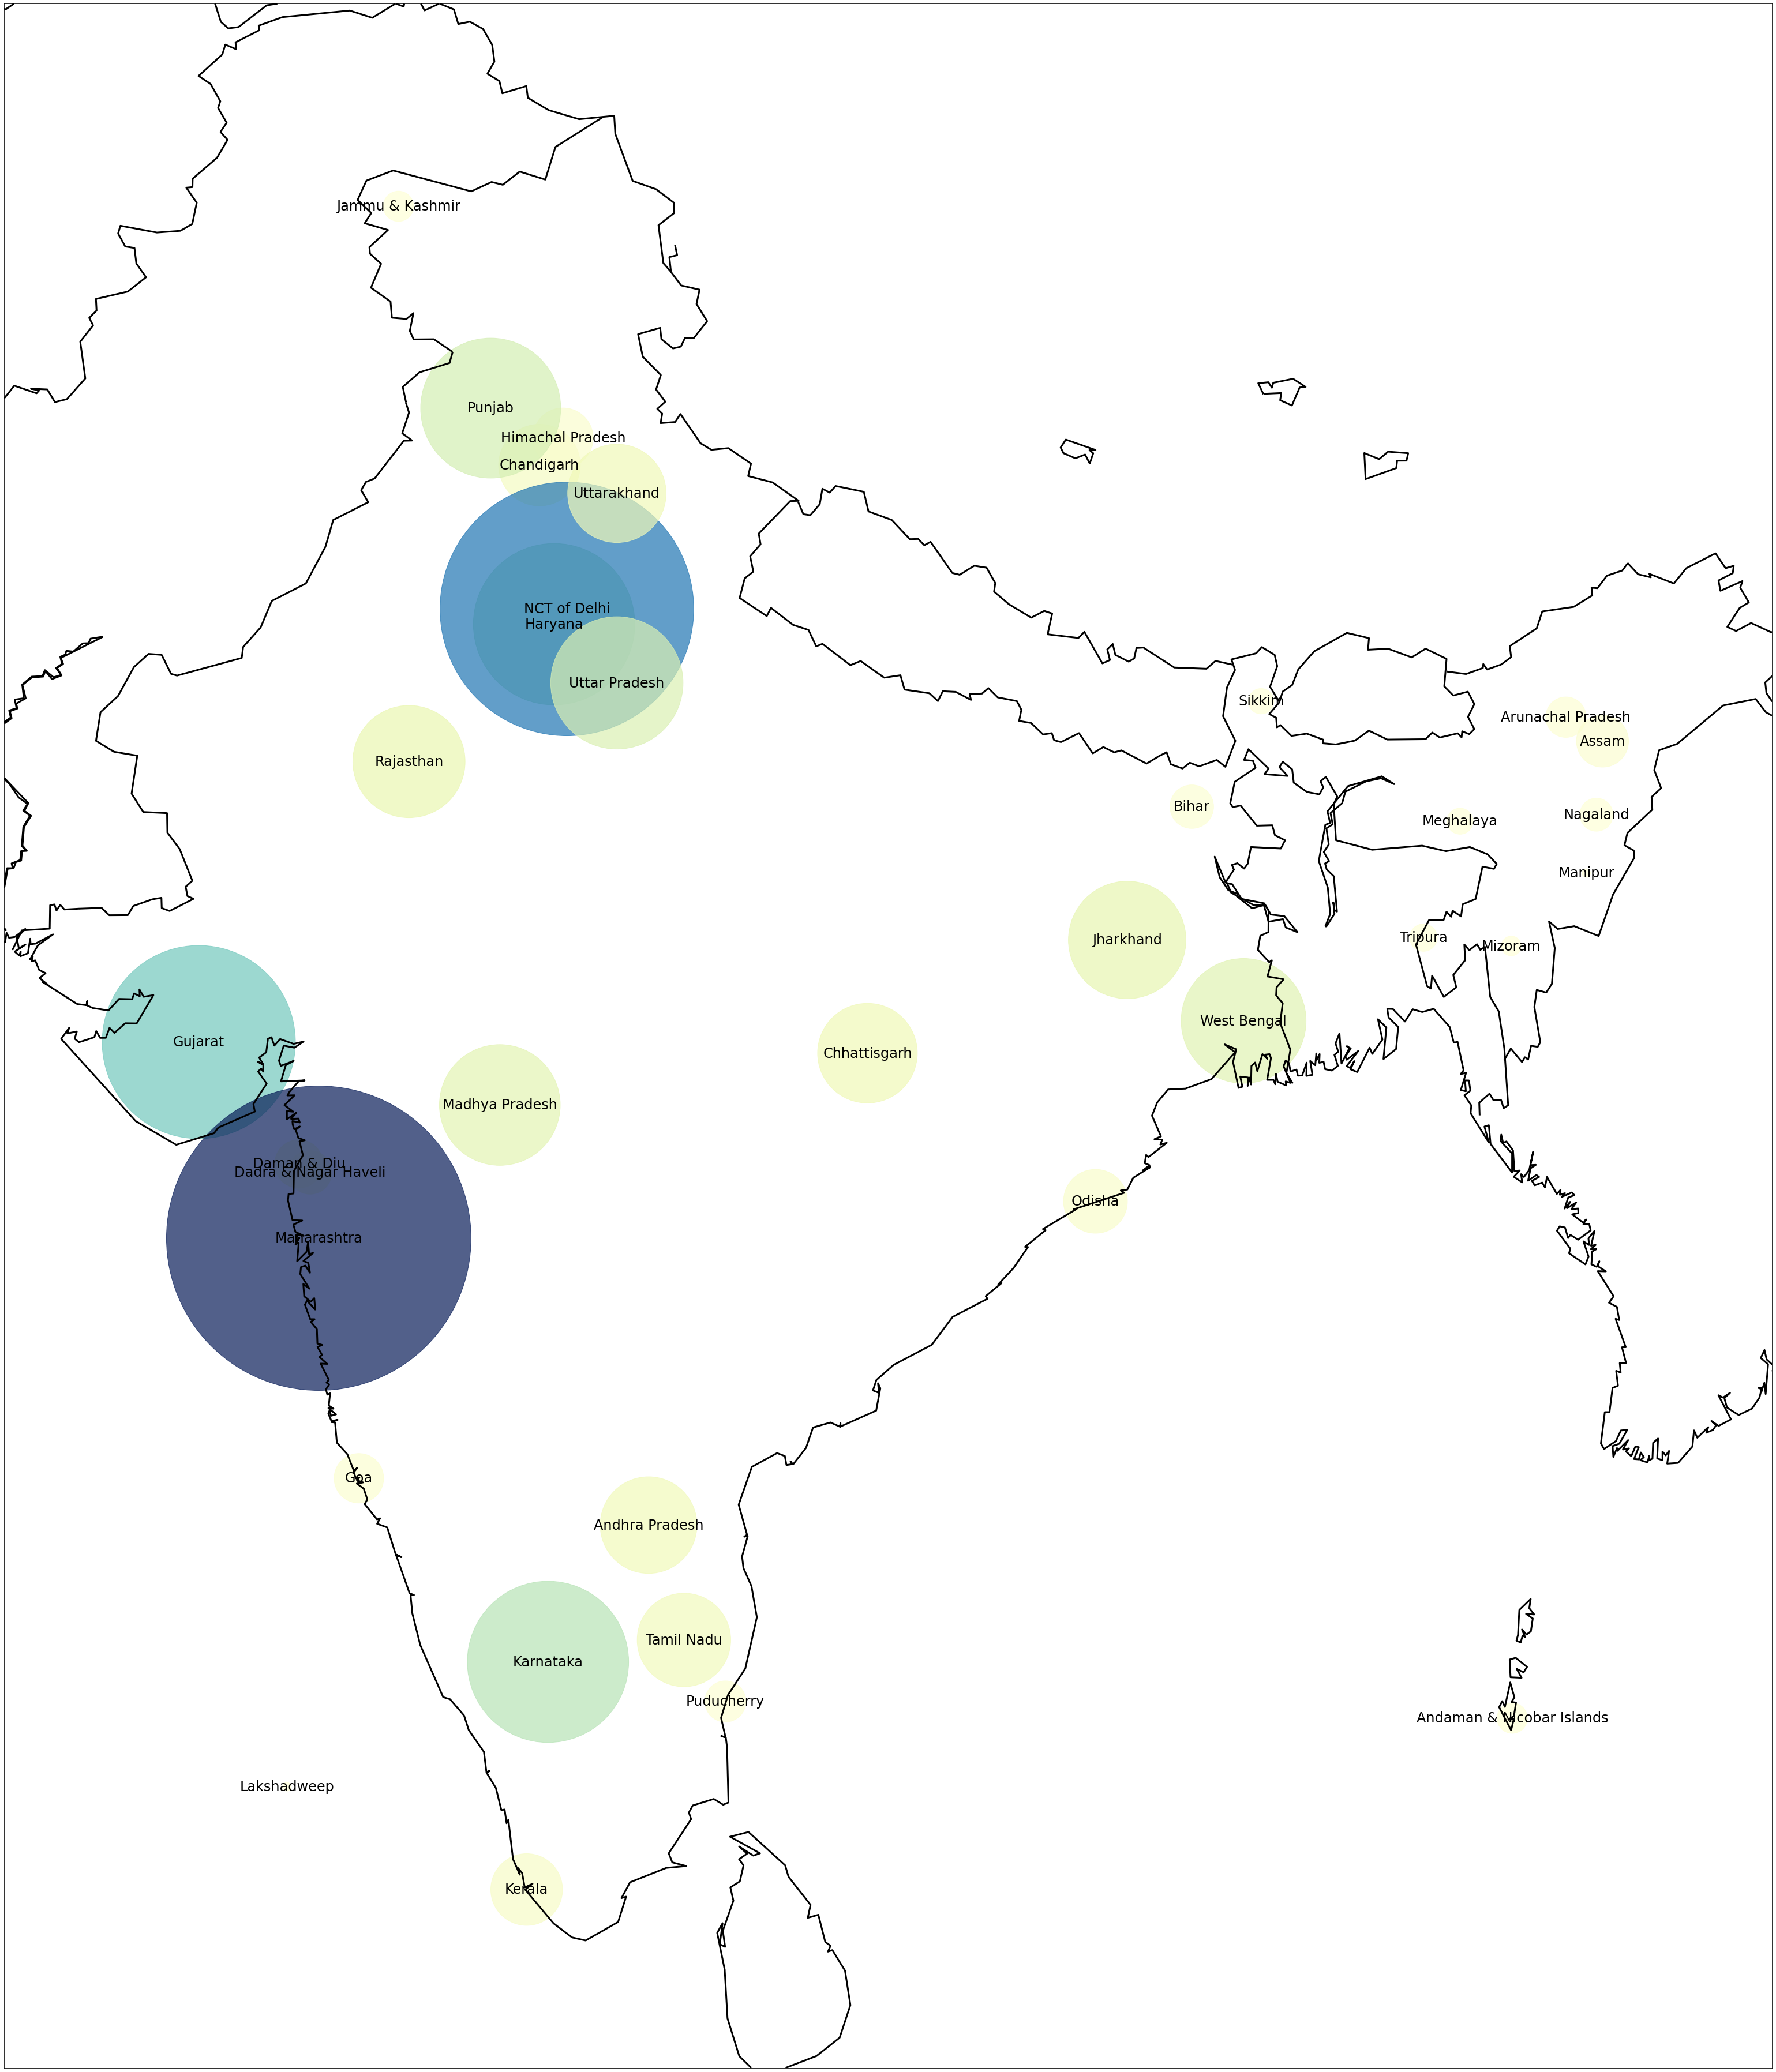 Jammu & Kashmir
Punjab
Himachal Pradesh
Chandigarh
Uttarakhand
NCT of Delhi
Haryana
Uttar Pradesh
Sikkim
Arunachal Pradesh
Assam
Rajasthan
Bihar
Nagaland
Meghalaya
Manipur
Tripura
Jharkhand
Mizoram
West Bengal
Gujarat
Chhattisgarh
Madhya Pradesh
Daman & Diu
Dadra & Nagar Haveli
Odisha
Maharashtra
Goa
Andhra Pradesh
Tamil Nadu
Karnataka
Puducherry
Andaman & Nicobar Islands
Lakshadweep
Kerala